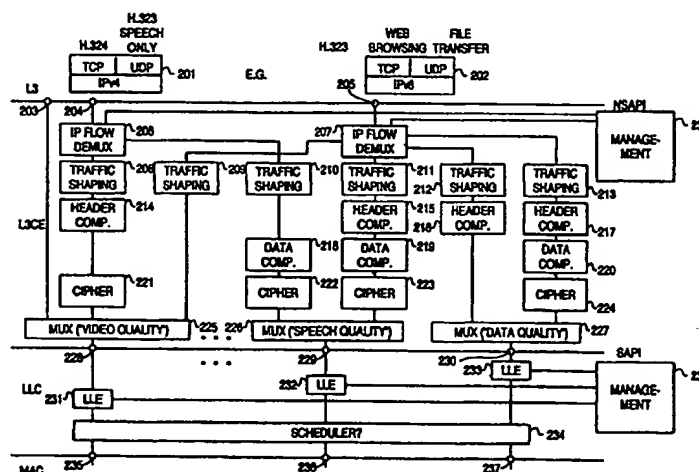 H.323
H.324 SPEECH ONLY
H.323 WEB BROWSING FILE TRANSFER
TCP UDP 201
IPv4
E.G.
TCP UDP 202
IPv6
L3
203 204 205 NSAPI
IP FLOW DEMUX 206
207 IP FLOW DEMUX
MANAGEMENT
TRAFFIC SHAPING 208
TRAFFIC SHAPING 209
TRAFFIC SHAPING 210
TRAFFIC SHAPING 211
212 TRAFFIC SHAPING
TRAFFIC SHAPING 213
HEADER COMP. 214
HEADER COMP. 215
216 HEADER COMP.
HEADER COMP. 217
L3CE
DATA COMP. 218
DATA COMP. 219
DATA COMP. 220
CIPHER 221
CIPHER 222
CIPHER 223
CIPHER 224
MUX ("VIDEO QUALITY") 225
226 MUX ("SPEECH QUALITY")
MUX ("DATA QUALITY") 227
228 229 230 SAPI
LLC
231 LLE
232 LLE
233 LLE
MANAGEMENT
SCHEDULER? 234
MAC 235 236 237